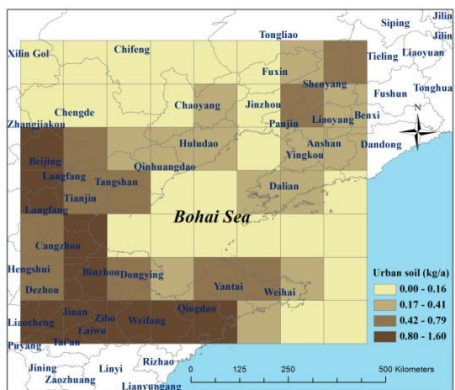 Siping
Jilin
Tongliao
Jilin
Xilin Gol
Chifeng
Tieling
Liaoyuan
Fuxin
Shenyang
Fushun
Tonghua
Chaoyang
Jinzhou
Chengde
Panjin
Liaoyang
Benxi
N
Zhangjiakou
Huludao
Anshan
Dandong
Beijing
Qinhuangdao
Yingkou
Langfang
Tangshan
Dalian
Tianjin
Langfang
Bohai Sea
Cangzhou
Hengshui
Binzhou
Dongying
Dezhou
Yantai
Weihai
Urban soil (kg/a)
0.00 - 0.16
0.17 - 0.41
0.42 - 0.79
0.80 - 1.60
Jinan
Zibo
Qingdao
Liaocheng
Laiwu
Weifang
Puyang
Tai'an
Jining
Linyi
Rizhao
Zaozhuang
Lianyungang
0 125 250 500 Kilometers